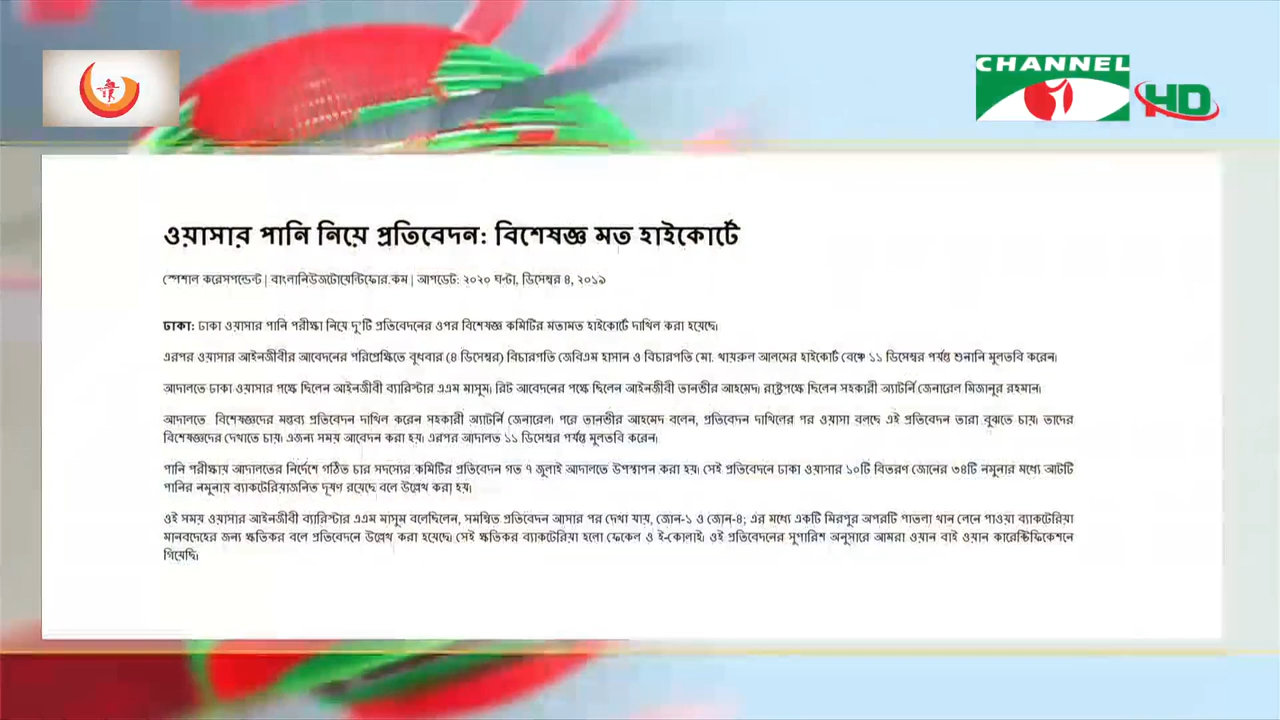 CHANNEL i HD
ওয়াসার পানি নিয়ে প্রতিবেদন: বিশেষজ্ঞ মত হাইকোর্টে
স্পেশাল করেসপন্ডেন্ট | বাংলানিউজটোয়েন্টিফোর.কম | আপডেট: ২০২০ ঘন্টা, ডিসেম্বর ৪, ২০১৯
ঢাকা: ঢাকা ওয়াসার পানি পরীক্ষা নিয়ে দু'টি প্রতিবেদনের ওপর বিশেষজ্ঞ কমিটির মতামত হাইকোর্টে দাখিল করা হয়েছে।
এরপর ওয়াসার আইনজীবীর আবেদনের পরিপ্রেক্ষিতে বুধবার (৪ ডিসেম্বর) বিচারপতি জেবিএম হাসান ও বিচারপতি মো. খায়রুল আলমের হাইকোর্ট বেঞ্চ ১১ ডিসেম্বর পর্যন্ত শুনানি মুলতবি করেন।
আদালতে ঢাকা ওয়াসার পক্ষে ছিলেন আইনজীবী ব্যারিস্টার এএম মাসুম। রিট আবেদনের পক্ষে ছিলেন আইনজীবী তানভীর আহমেদ। রাষ্ট্রপক্ষে ছিলেন সহকারী অ্যাটর্নি জেনারেল মিজানুর রহমান।
আদালতে বিশেষজ্ঞদের মন্তব্য প্রতিবেদন দাখিল করেন সহকারী অ্যাটর্নি জেনারেল। পরে তানভীর আহমেদ বলেন, প্রতিবেদন দাখিলের পর ওয়াসা বলছে এই প্রতিবেদন তারা বুঝতে চায়। তাদের
বিশেষজ্ঞদের দেখাতে চায়। এজন্য সময় আবেদন করা হয়। এরপর আদালত ১১ ডিসেম্বর পর্যন্ত মুলতবি করেন।
পানি পরীক্ষায় আদালতের নির্দেশে গঠিত চার সদস্যের কমিটির প্রতিবেদন গত ৭ জুলাই আদালতে উপস্থাপন করা হয়। সেই প্রতিবেদনে ঢাকা ওয়াসার ১০টি বিতরণ জোনের ৩৪টি নমুনার মধ্যে আটটি
পানির নমুনায় ব্যাকটেরিয়াজনিত দূষণ রয়েছে বলে উল্লেখ করা হয়।
ওই সময় ওয়াসার আইনজীবী ব্যারিস্টার এএম মাসুম বলেছিলেন, সমন্বিত প্রতিবেদন আসার পর দেখা যায়, জোন-১ ও জোন-৪; এর মধ্যে একটি মিরপুর অপরটি পাতলা খান লেনে পাওয়া ব্যাকটেরিয়া
মানবদেহের জন্য ক্ষতিকর বলে প্রতিবেদনে উল্লেখ করা হয়েছে। সেই ক্ষতিকর ব্যাকটেরিয়া হলো ফেকেল ও ই-কোলাই। ওই প্রতিবেদনের সুপারিশ অনুসারে আমরা ওয়ান বাই ওয়ান কারেক্টিফিকেশনে
গিয়েছি।